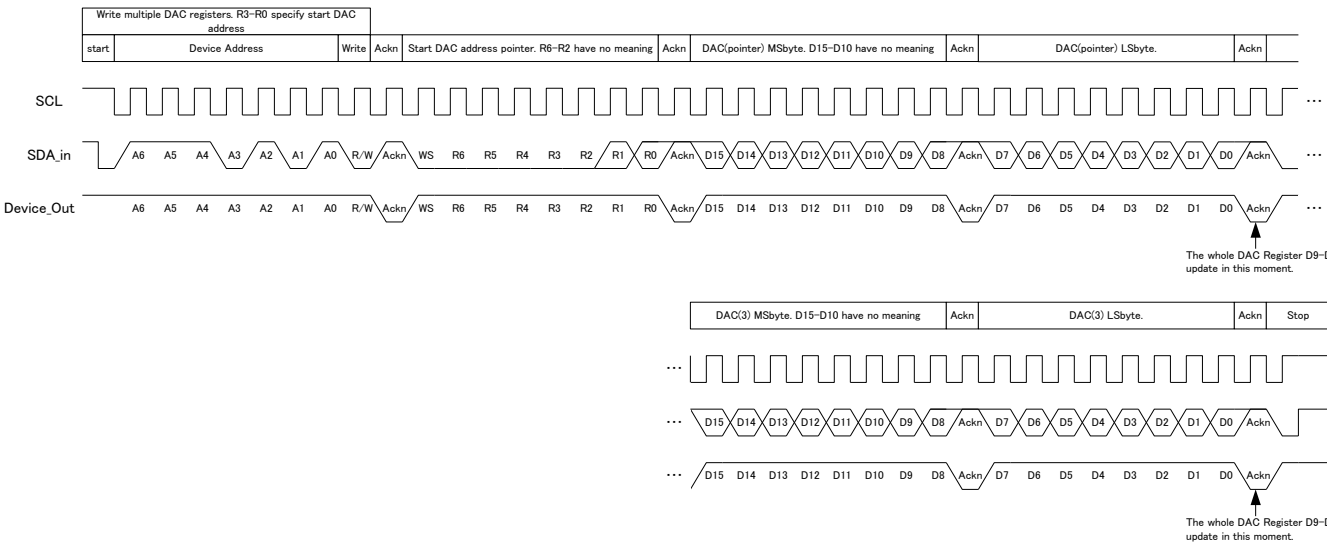 Write multiple DAC registers. R3-R0 specify start DAC
address
start Device Address Write Ackn Start DAC address pointer. R6-R2 have no meaning Ackn DAC(pointer) MSbyte. D15-D10 have no meaning Ackn DAC(pointer) LSbyte. Ackn
SCL ...
SDA_in A6 A5 A4 A3 A2 A1 A0 R/W Ackn WS R6 R5 R4 R3 R2 R1 R0 Ackn D15 D14 D13 D12 D11 D10 D9 D8 Ackn D7 D6 D5 D4 D3 D2 D1 D0 Ackn ...
Device_Out A6 A5 A4 A3 A2 A1 A0 R/W Ackn WS R6 R5 R4 R3 R2 R1 R0 Ackn D15 D14 D13 D12 D11 D10 D9 D8 Ackn D7 D6 D5 D4 D3 D2 D1 D0 Ackn ...
The whole DAC Register D9-D
update in this moment.
DAC(3) MSbyte. D15-D10 have no meaning Ackn DAC(3) LSbyte. Ackn Stop
...
... D15 D14 D13 D12 D11 D10 D9 D8 Ackn D7 D6 D5 D4 D3 D2 D1 D0 Ackn
... D15 D14 D13 D12 D11 D10 D9 D8 Ackn D7 D6 D5 D4 D3 D2 D1 D0 Ackn
The whole DAC Register D9-D
update in this moment.